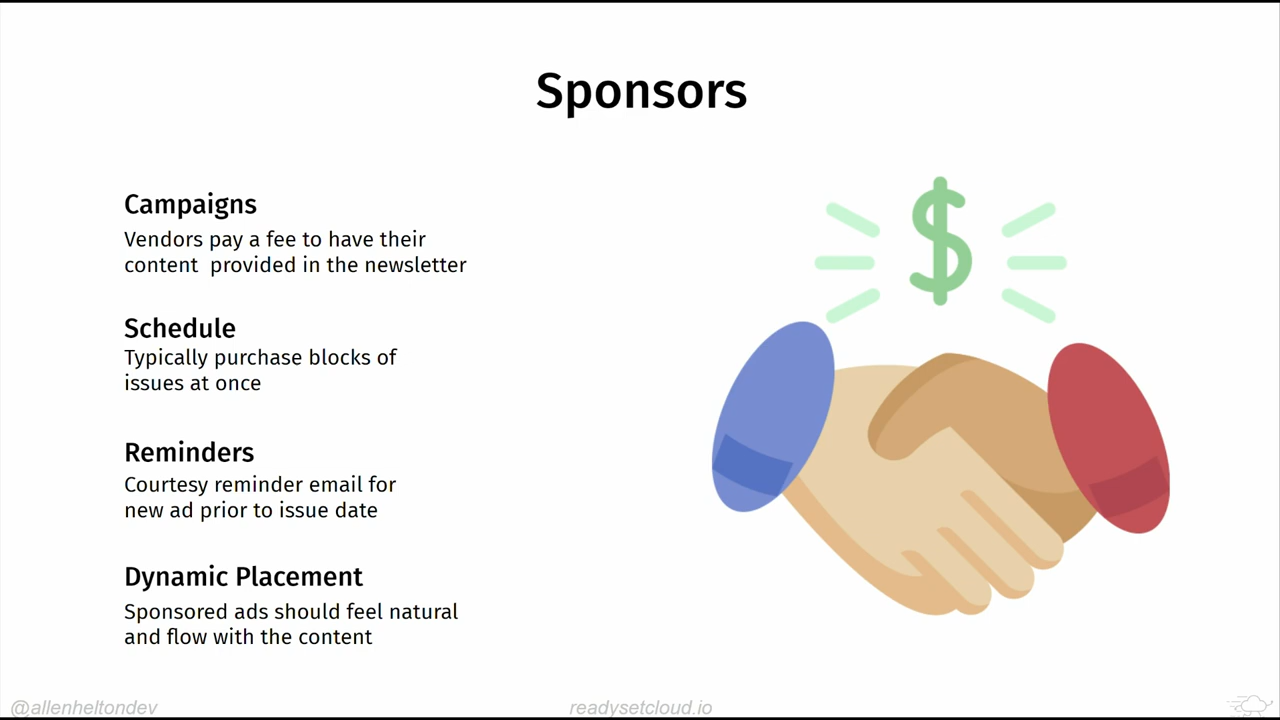 Sponsors
Campaigns
Vendors pay a fee to have their
content  provided in the newsletter
Schedule
Typically purchase blocks of
issues at once
Reminders
Courtesy reminder email for
new ad prior to issue date
Dynamic Placement
Sponsored ads should feel natural
and flow with the content
$
@allenheltondev
readysetcloud.io